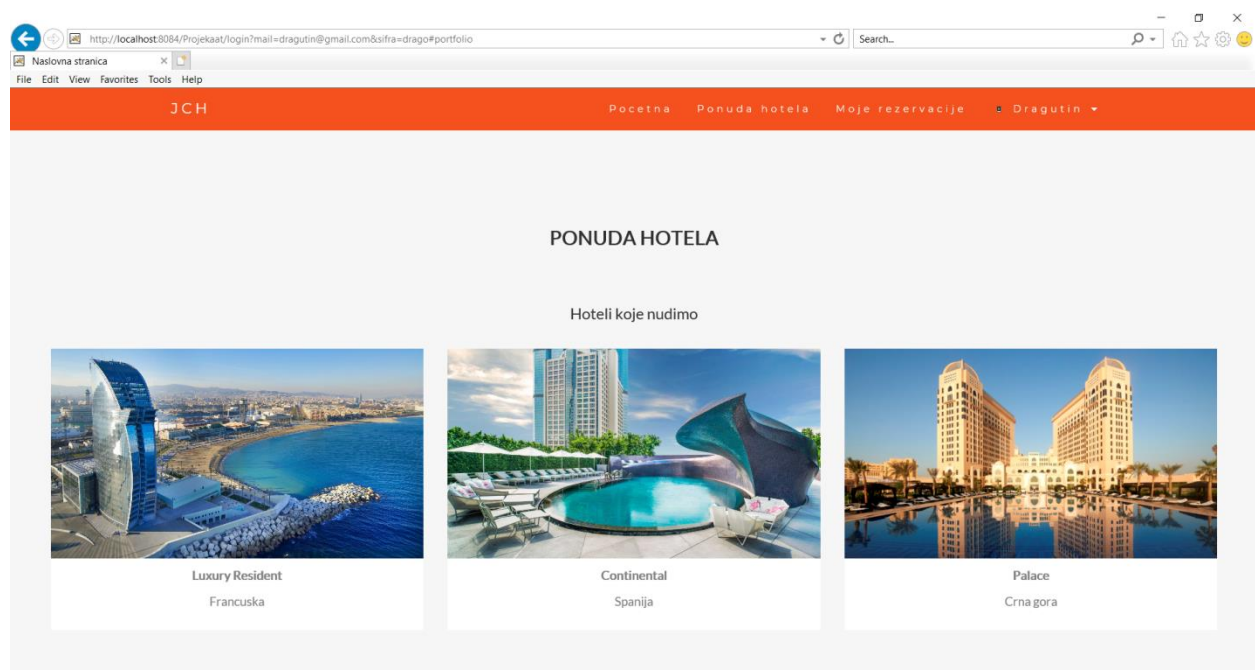 http://localhost:8084/Projekaat/login?mail=dragutin@gmail.com&sifra=drago#portfolio
Search...
Naslovna stranica
File Edit View Favorites Tools Help
JCH
Pocetna Ponuda hotela Moje rezervacije Dragutin
PONUDA HOTELA
Hoteli koje nudimo
Luxury Resident
Francuska
Continental
Spanija
Palace
Crna gora